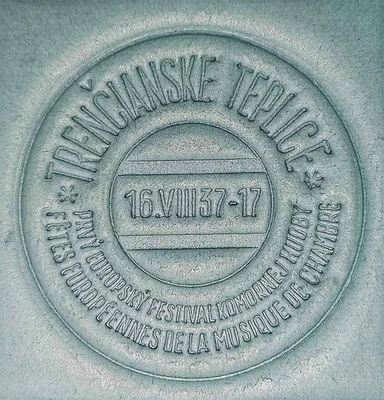 * TRENČIANSKE TEPLICE *
16.VIII37-17
PRVÝ EUROPSKÝ FESTIVAL KOMORNEJ HUDBY
FÊTES EUROPÉENNES DE LA MUSIQUE DE CHAMBRE